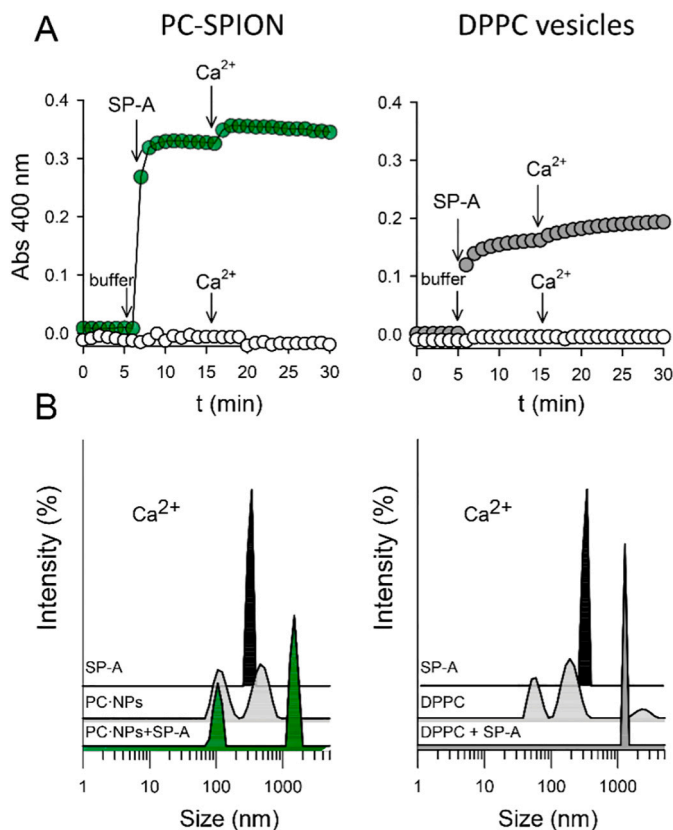 A
PC-SPION
DPPC vesicles
Abs 400 nm
0.4
0.3
0.2
0.1
0.0
SP-A
Ca²⁺
buffer
Ca²⁺
0 5 10 15 20 25 30
t (min)
0.4
0.3
0.2
0.1
0.0
SP-A
Ca²⁺
buffer
Ca²⁺
0 5 10 15 20 25 30
t (min)
B
Intensity (%)
Ca²⁺
SP-A
PC·NPs
PC·NPs+SP-A
1 10 100 1000
Size (nm)
Intensity (%)
Ca²⁺
SP-A
DPPC
DPPC + SP-A
1 10 100 1000
Size (nm)